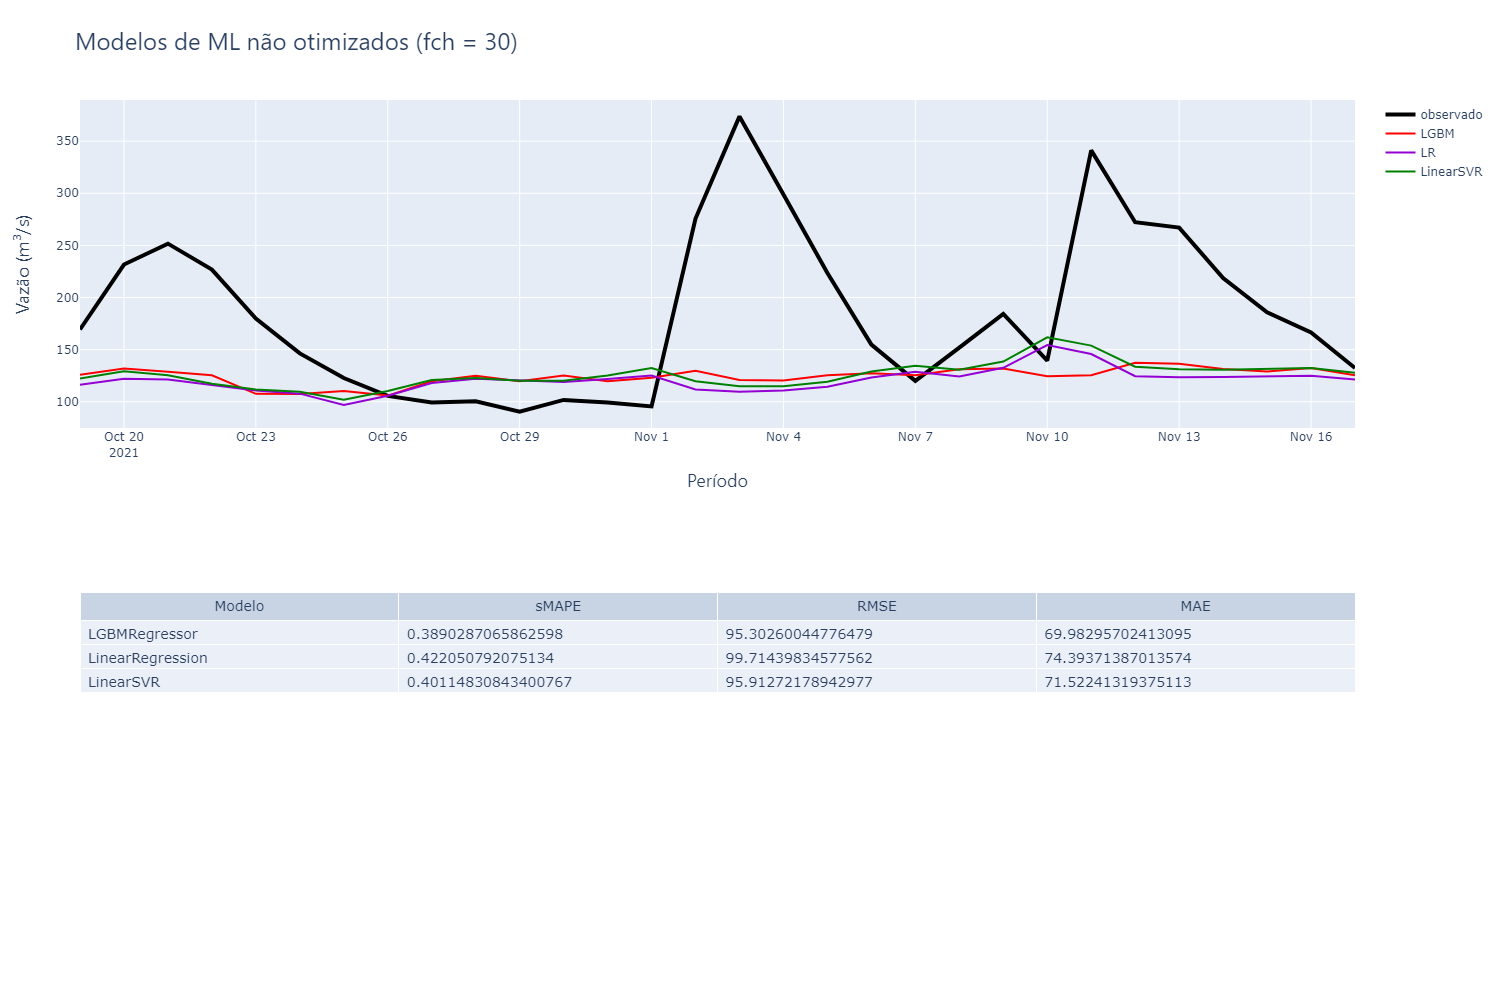 Modelos de ML não otimizados (fch = 30)
observado
LGBM
LR
LinearSVR
Vazão (m³/s)
350
300
250
200
150
100
Oct 20 Oct 23 Oct 26 Oct 29 Nov 1 Nov 4 Nov 7 Nov 10 Nov 13 Nov 16
2021
Período
Modelo sMAPE RMSE MAE
LGBMRegressor 0.3890287065862598 95.30260044776479 69.98295702413095
LinearRegression 0.422050792075134 99.71439834577562 74.39371387013574
LinearSVR 0.40114830843400767 95.91272178942977 71.52241319375113